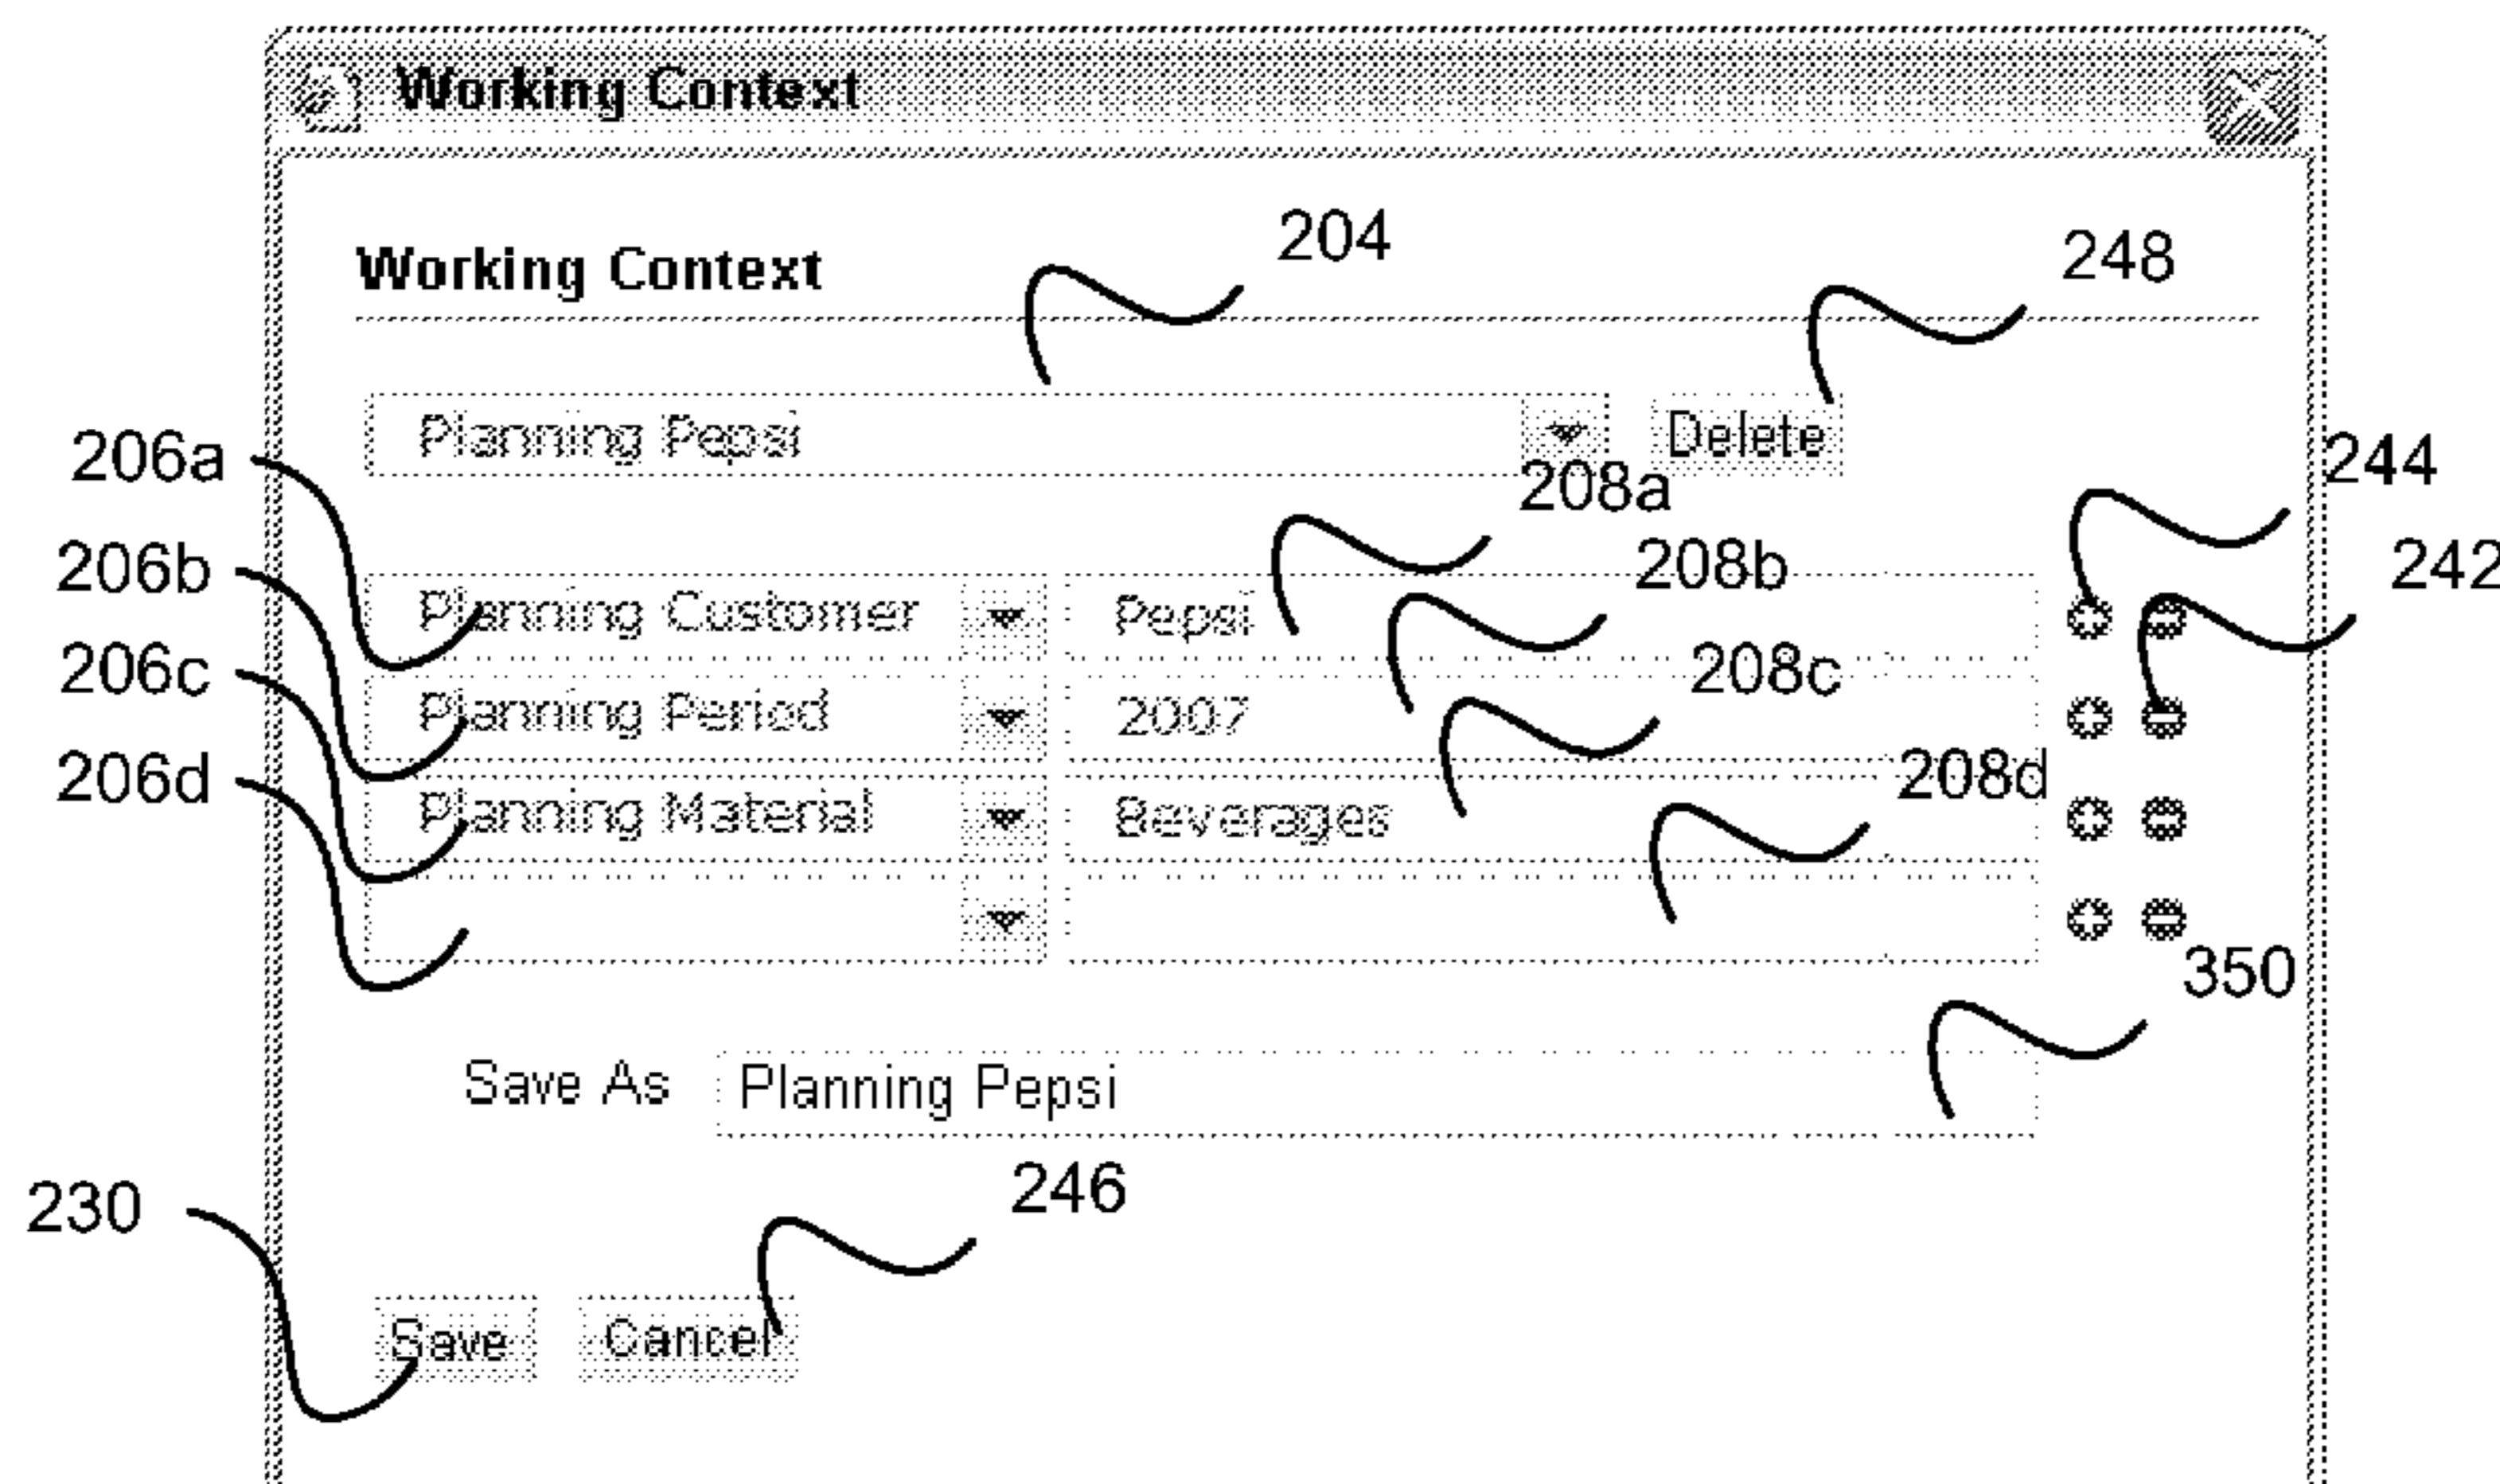 Working Context
204
248
Working Context
Planning Pepsi
Delete
206a
244
208a
206b
208b
242
Planning Customer
Pepsi
206c
208c
Planning Period
2007
206d
208d
Planning Material
Beverages
350
Save As
Planning Pepsi
230
246
Save
Cancel